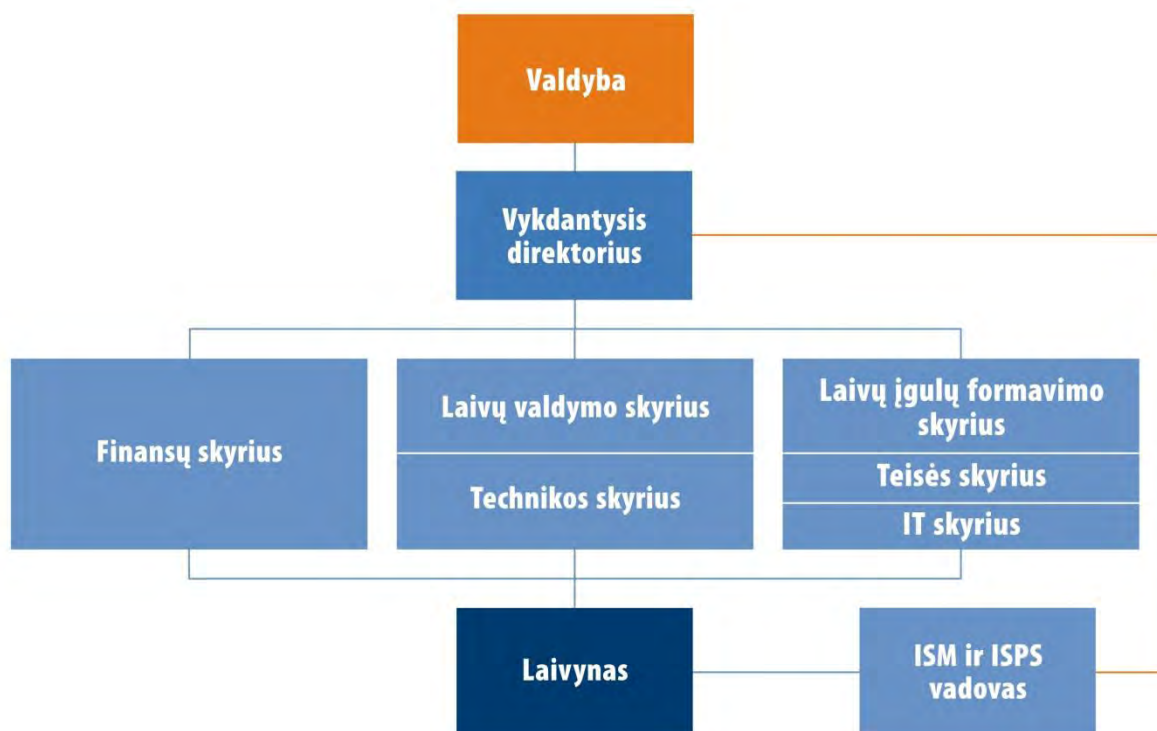 Valdyba
Vykdantysis
direktorius
Finansų skyrius
Laivų valdymo skyrius
Technikos skyrius
Laivų įgulų formavimo
skyrius
Teisės skyrius
IT skyrius
Laivynas
ISM ir ISPS
vadovas